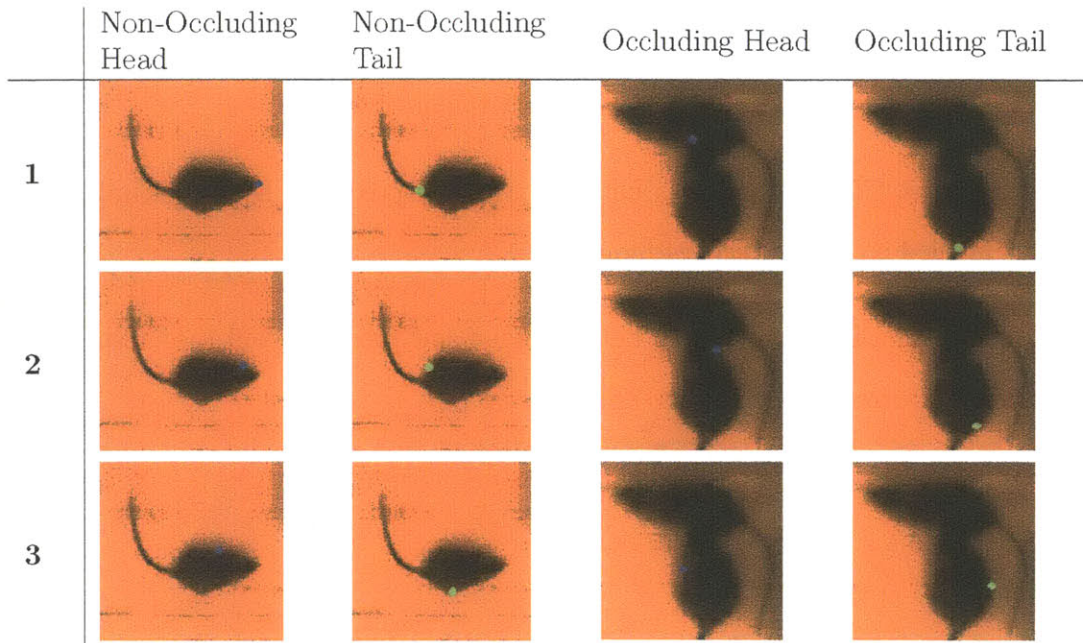 Non-Occluding Head
Non-Occluding Tail
Occluding Head
Occluding Tail
1
2
3